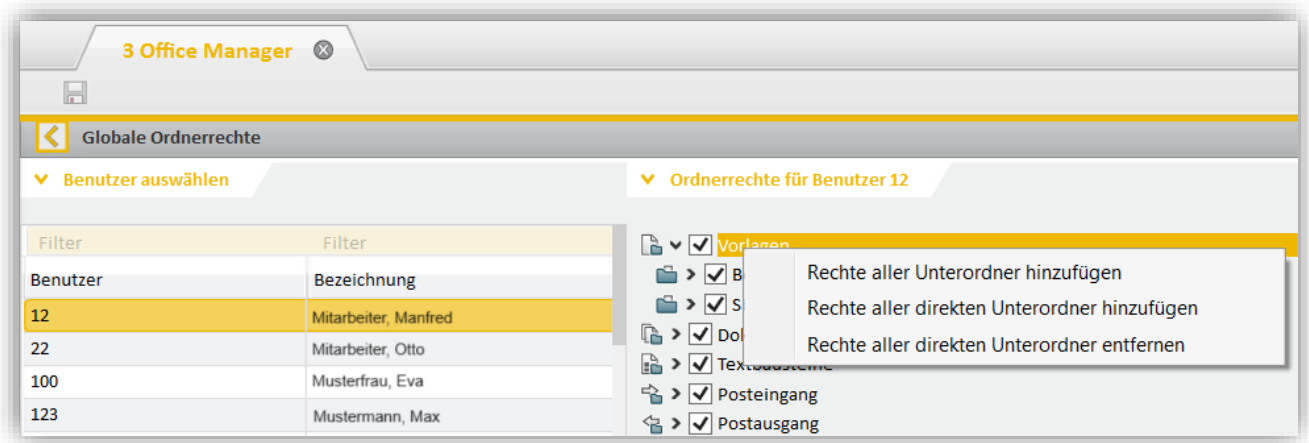 3 Office Manager
Globale Ordnerrechte
Benutzer auswählen
Ordnerrechte für Benutzer 12
Filter Filter
Benutzer Bezeichnung
12 Mitarbeiter, Manfred
22 Mitarbeiter, Otto
100 Musterfrau, Eva
123 Mustermann, Max
Vorlagen
B
S
Dol
Textbausteine
Posteingang
Postausgang
Rechte aller Unterordner hinzufügen
Rechte aller direkten Unterordner hinzufügen
Rechte aller direkten Unterordner entfernen